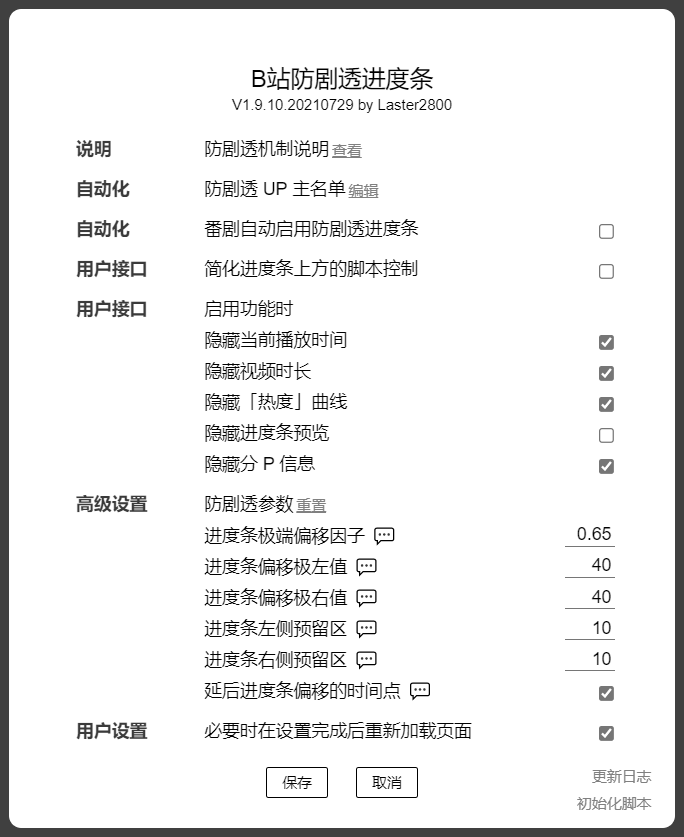 B站防剧透进度条
V1.9.10.20210729 by Laster2800
说明 防剧透机制说明 查看
自动化 防剧透 UP 主名单 编辑
自动化 番剧自动启用防剧透进度条
用户接口 简化进度条上方的脚本控制
用户接口 启用功能时
隐藏当前播放时间
隐藏视频时长
隐藏「热度」曲线
隐藏进度条预览
隐藏分 P 信息
高级设置 防剧透参数 重置
进度条极端偏移因子 0.65
进度条偏移极左值 40
进度条偏移极右值 40
进度条左侧预留区 10
进度条右侧预留区 10
延后进度条偏移的时间点
用户设置 必要时在设置完成后重新加载页面
保存 取消
更新日志
初始化脚本